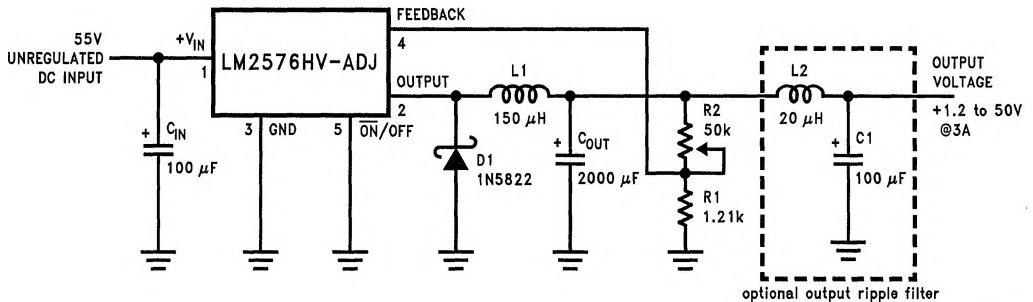 55V
UNREGULATED
DC INPUT
+VIN
1
LM2576HV-ADJ
FEEDBACK
4
OUTPUT
2
3 GND
5 ON/OFF
+ CIN
100 μF
D1
1N5822
L1
150 μH
+ COUT
2000 μF
R2
50k
R1
1.21k
L2
20 μH
+ C1
100 μF
OUTPUT
VOLTAGE
+1.2 to 50V
@3A
optional output ripple filter